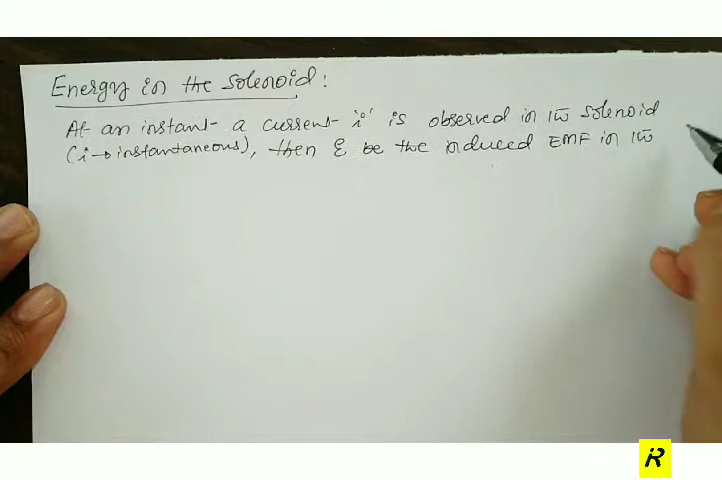 Energy in the solenoid:
At an instant a current 'i' is observed in the solenoid
(i→instantaneous), then ε be the induced EMF in the
iR